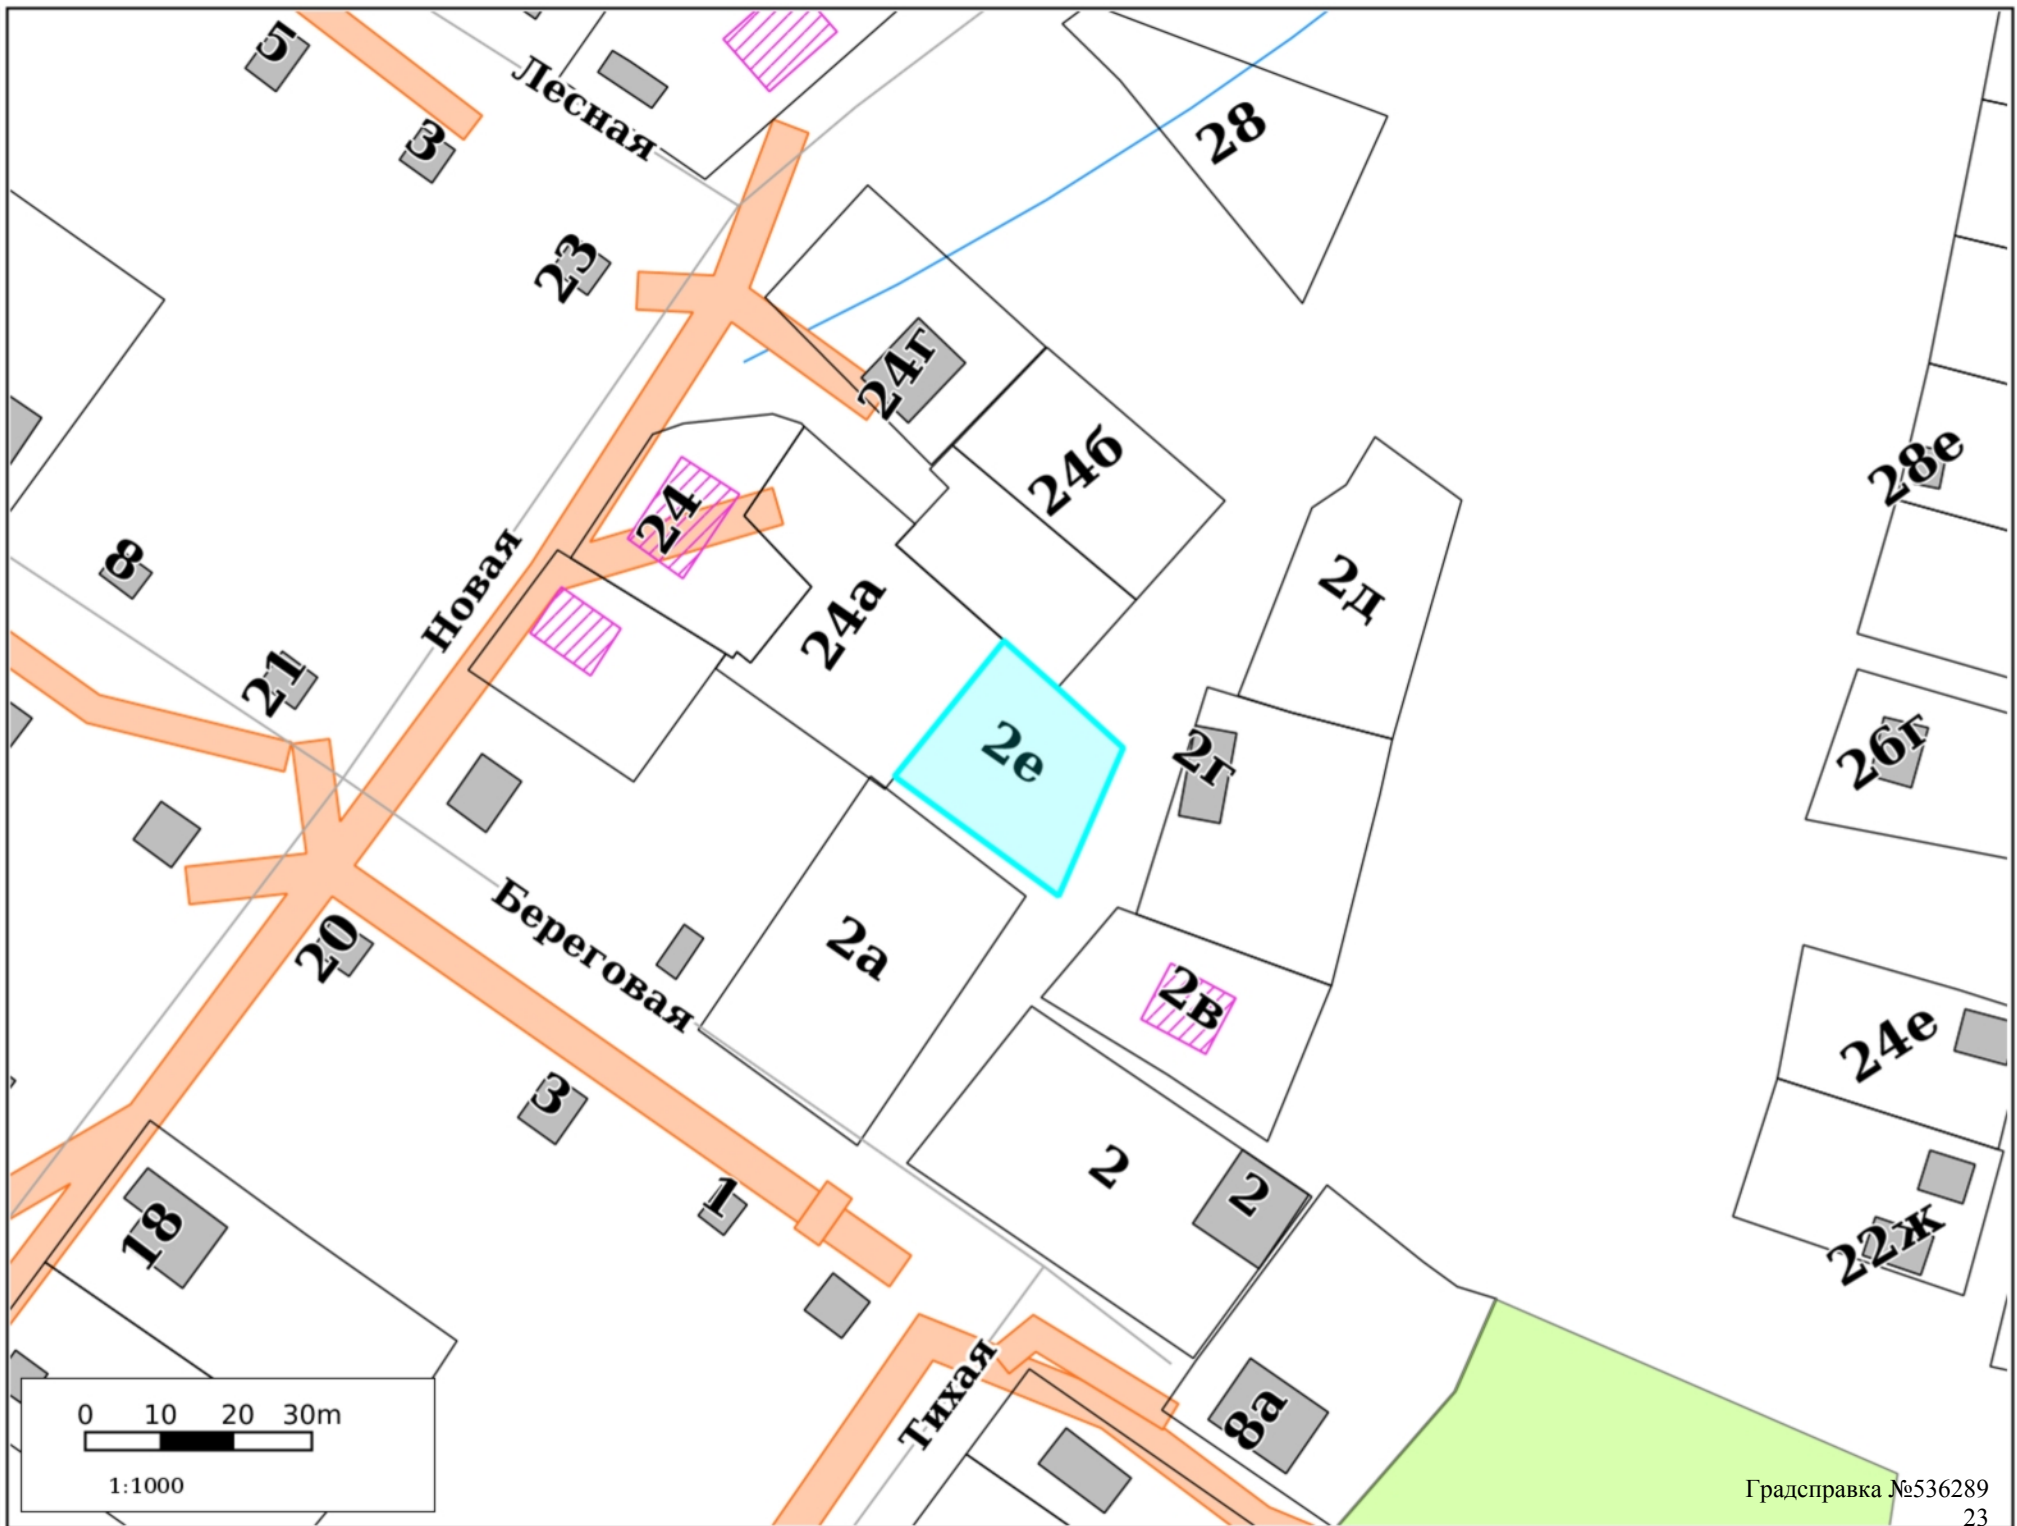 5
Лесная
28
3
23
24г
24б
28е
24
Новая
8
2д
24а
21
2е
2г
26г
Береговая
20
2а
2в
24е
3
2
2
1
18
22ж
Тихая
8а
0 10 20 30m
1:1000
Градсправка №536289
23